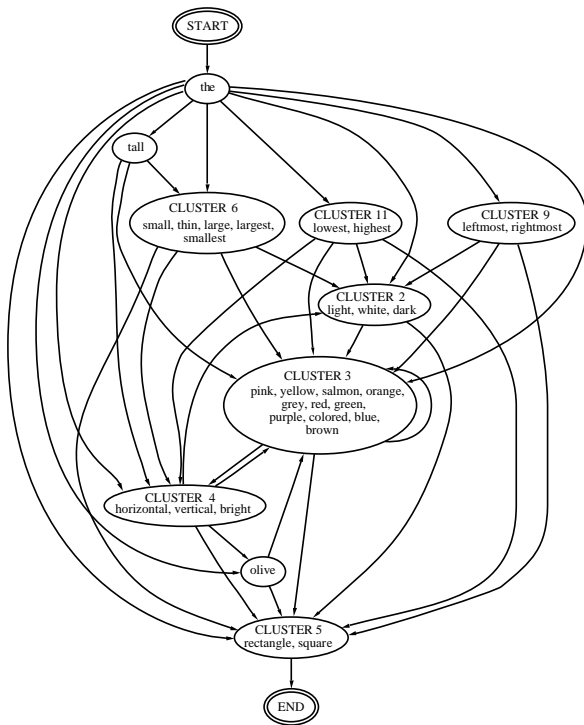 START
the
tall
CLUSTER 6
small, thin, large, largest,
smallest
CLUSTER 11
lowest, highest
CLUSTER 9
leftmost, rightmost
CLUSTER 2
light, white, dark
CLUSTER 3
pink, yellow, salmon, orange,
grey, red, green,
purple, colored, blue,
brown
CLUSTER 4
horizontal, vertical, bright
olive
CLUSTER 5
rectangle, square
END